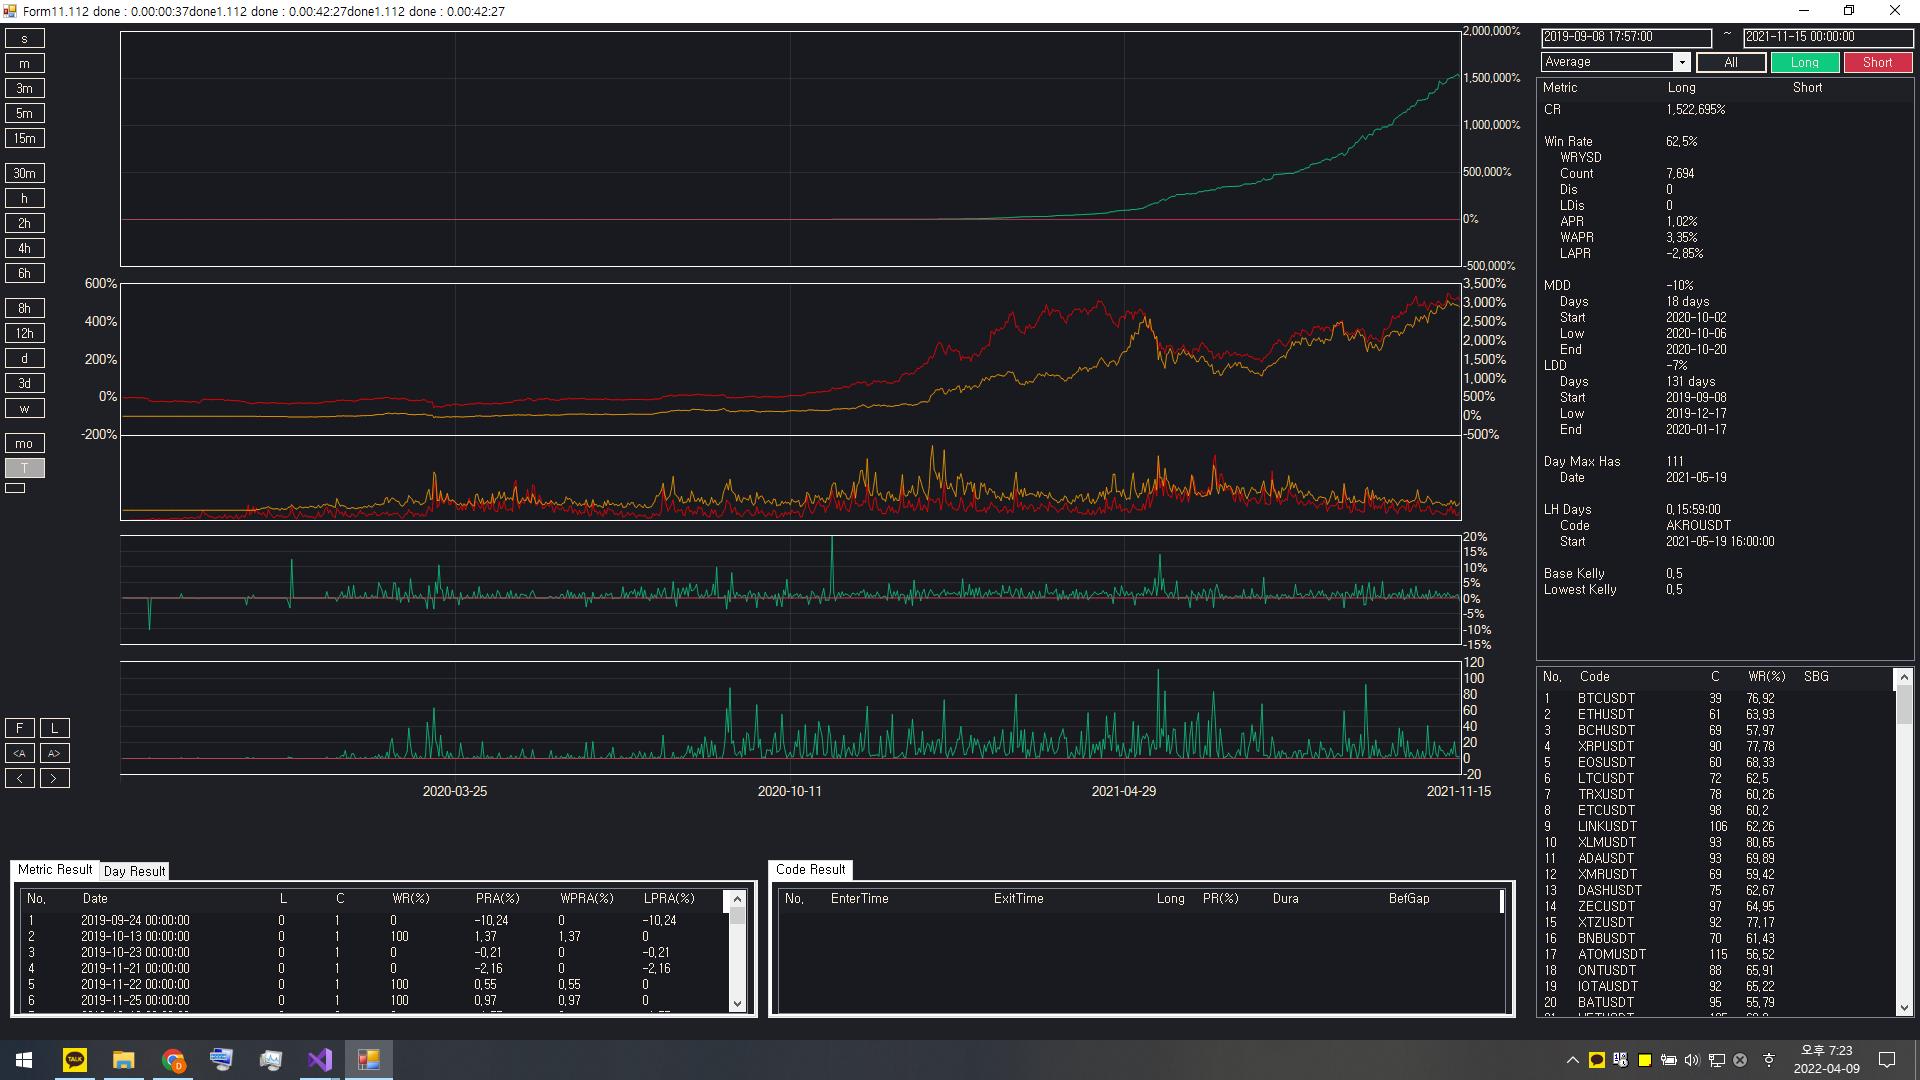 Form11.112 done : 0.00:00:37done1.112 done : 0.00:42:27done1.112 done : 0.00:42:27
s
m
3m
5m
15m
30m
h
2h
4h
6h
8h
12h
d
3d
w
mo
T
F L
<A A>
< >
2,000,000%
1,500,000%
1,000,000%
500,000%
0%
-500,000%
600%
400%
200%
0%
-200%
3,500%
3,000%
2,500%
2,000%
1,500%
1,000%
500%
0%
-500%
20%
15%
10%
5%
0%
-5%
-10%
-15%
120
100
80
60
40
20
0
-20
2020-03-25 2020-10-11 2021-04-29 2021-11-15
2019-09-08 17:57:00 ~ 2021-11-15 00:00:00
Average All Long Short
Metric Long Short
CR 1,522,695%
Win Rate 62.5%
WRYSD
Count 7,694
Dis 0
LDis 0
APR 1.02%
WAPR 3.35%
LAPR -2.85%
MDD -10%
Days 18 days
Start 2020-10-02
Low 2020-10-06
End 2020-10-20
LDD -7%
Days 131 days
Start 2019-09-08
Low 2019-12-17
End 2020-01-17
Day Max Has 111
Date 2021-05-19
LH Days 0.15:59:00
Code AKROUSDT
Start 2021-05-19 16:00:00
Base Kelly 0.5
Lowest Kelly 0.5
No. Code C WR(%) SBG
1 BTCUSDT 39 76.92
2 ETHUSDT 61 63.93
3 BCHUSDT 69 57.97
4 XRPUSDT 90 77.78
5 EOSUSDT 60 68.33
6 LTCUSDT 72 62.5
7 TRXUSDT 78 60.26
8 ETCUSDT 98 60.2
9 LINKUSDT 106 62.26
10 XLMUSDT 93 80.65
11 ADAUSDT 93 69.89
12 XMRUSDT 69 59.42
13 DASHUSDT 75 62.67
14 ZECUSDT 97 64.95
15 XTZUSDT 92 77.17
16 BNBUSDT 70 61.43
17 ATOMUSDT 115 56.52
18 ONTUSDT 88 65.91
19 IOTAUSDT 92 65.22
20 BATUSDT 95 55.79
Metric Result Day Result
No. Date L C WR(%) PRA(%) WPRA(%) LPRA(%)
1 2019-09-24 00:00:00 0 1 0 -10.24 0 -10.24
2 2019-10-13 00:00:00 0 1 100 1.37 1.37 0
3 2019-10-23 00:00:00 0 1 0 -0.21 0 -0.21
4 2019-11-21 00:00:00 0 1 0 -2.16 0 -2.16
5 2019-11-22 00:00:00 0 1 100 0.55 0.55 0
6 2019-11-25 00:00:00 0 1 100 0.97 0.97 0
Code Result
No. EnterTime ExitTime Long PR(%) Dura BefGap
TALK
오후 7:23
2022-04-09